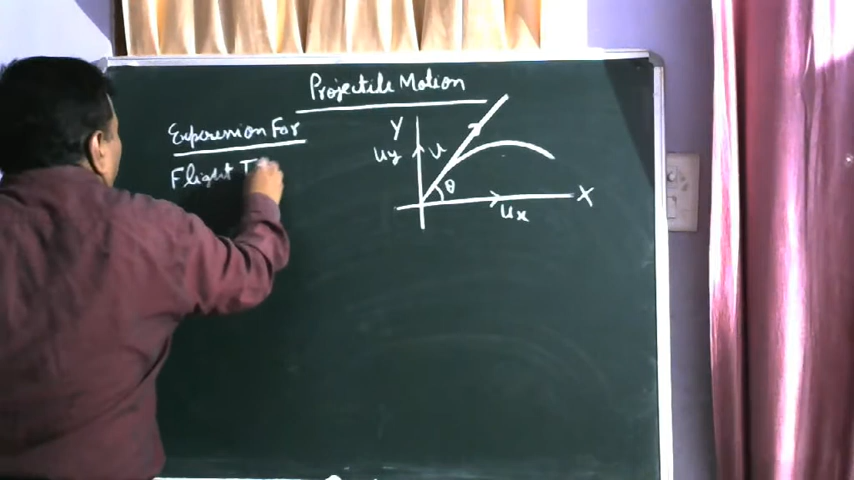 Projectile Motion
Expression For
Flight T
Y
uy
u
θ
X
ux